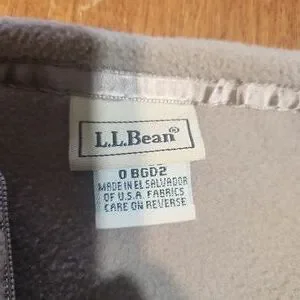 L.L.Bean®
0 BGD2
MADE IN EL SALVADOR
OF U.S.A. FABRICS
CARE ON REVERSE